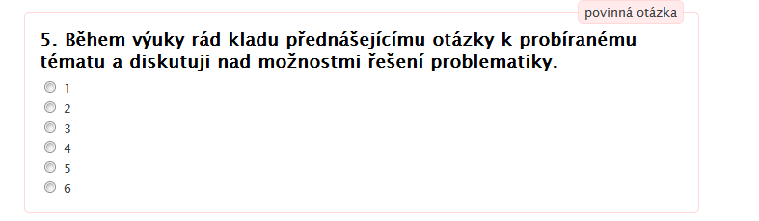 povinná otázka
5. Během výuky rád kladu přednášejícímu otázky k probíranému
tématu a diskutuji nad možnostmi řešení problematiky.
1
2
3
4
5
6